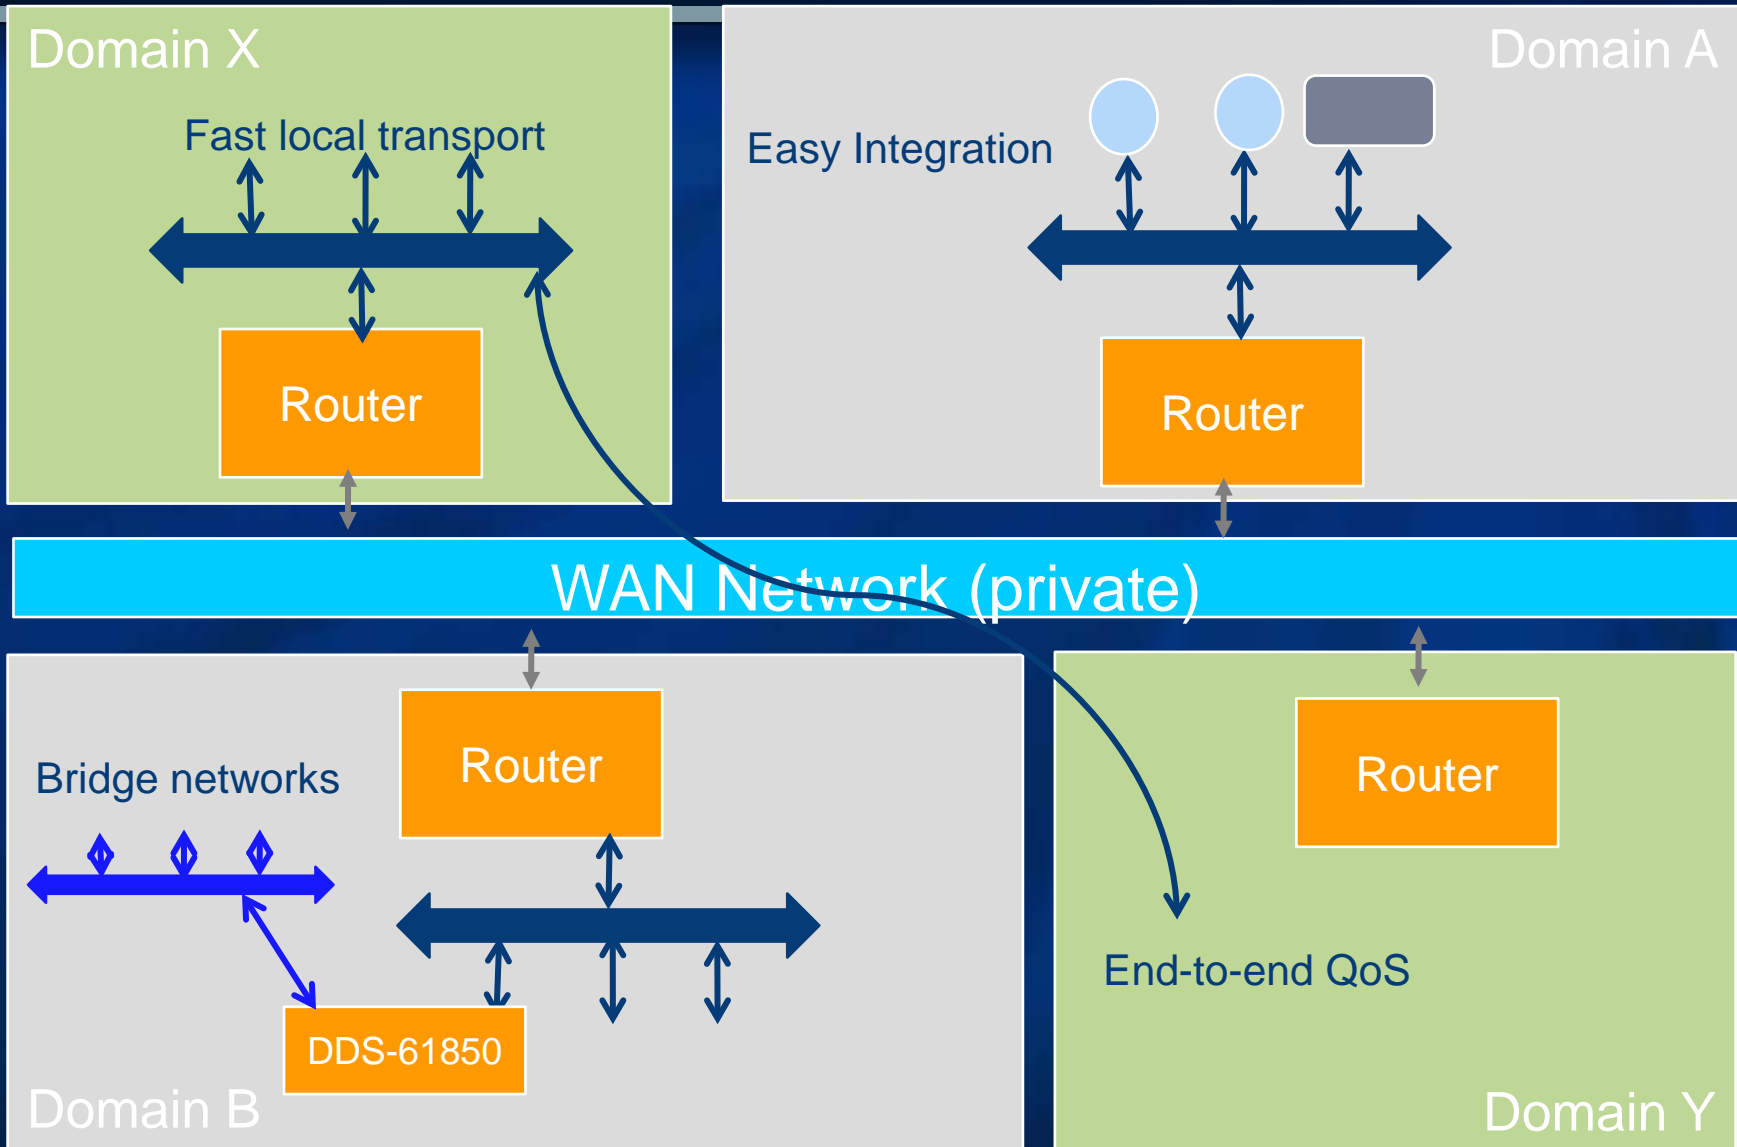 Domain X
Fast local transport
Router
Domain A
Easy Integration
Router
WAN Network (private)
Router
Bridge networks
DDS-61850
Domain B
Router
End-to-end QoS
Domain Y